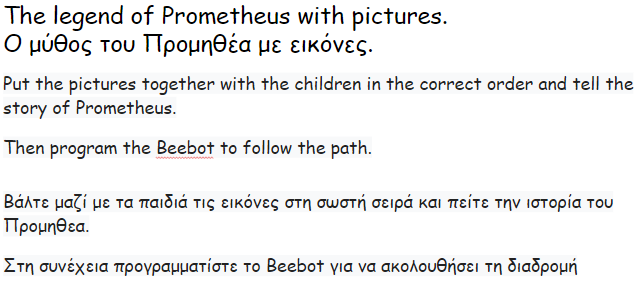 The legend of Prometheus with pictures.
Ο μύθος του Προμηθέα με εικόνες.
Put the pictures together with the children in the correct order and tell the
story of Prometheus.
Then program the Beebot to follow the path.
Βάλτε μαζί με τα παιδιά τις εικόνες στη σωστή σειρά και πείτε την ιστορία του
Προμηθεα.
Στη συνέχεια προγραμματίστε το Beebot για να ακολουθήσει τη διαδρομή